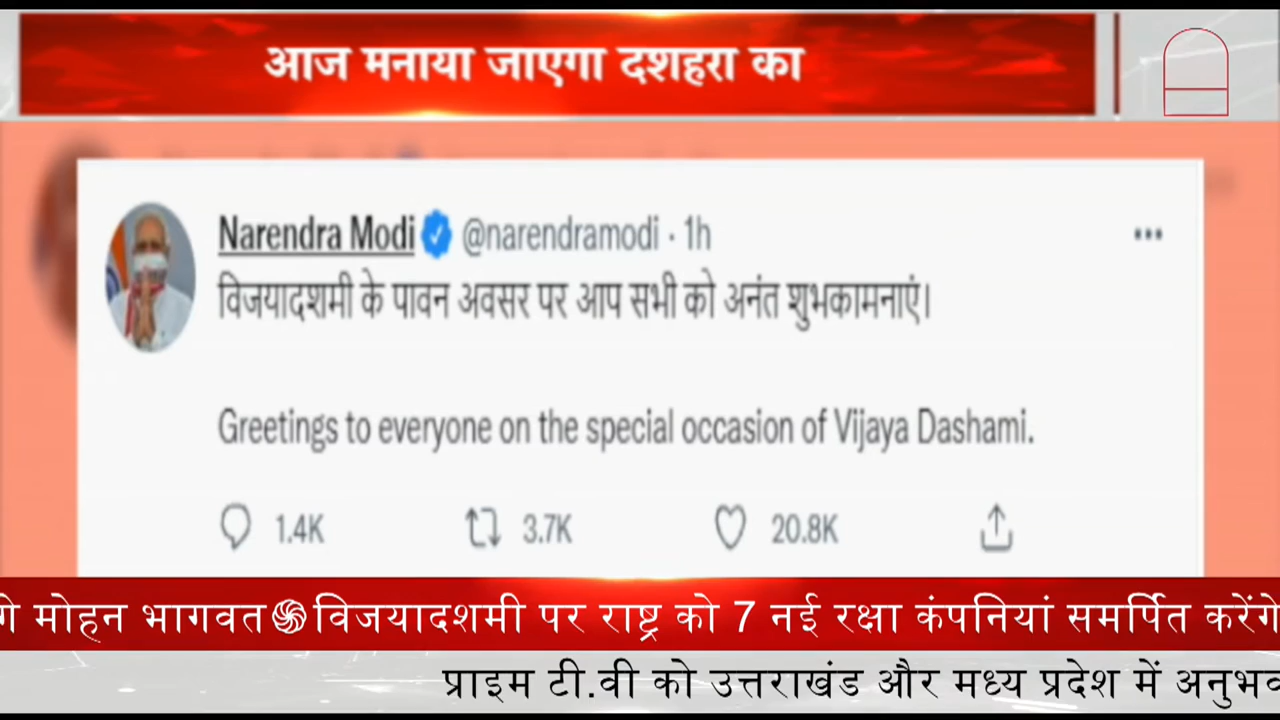 आज मनाया जाएगा दशहरा का
Narendra Modi @narendramodi · 1h
विजयादशमी के पावन अवसर पर आप सभी को अनंत शुभकामनाएं।
Greetings to everyone on the special occasion of Vijaya Dashami.
1.4K 3.7K 20.8K
गे मोहन भागवत विजयादशमी पर राष्ट्र को 7 नई रक्षा कंपनियां समर्पित करेंगे
प्राइम टी.वी को उत्तराखंड और मध्य प्रदेश में अनुभव